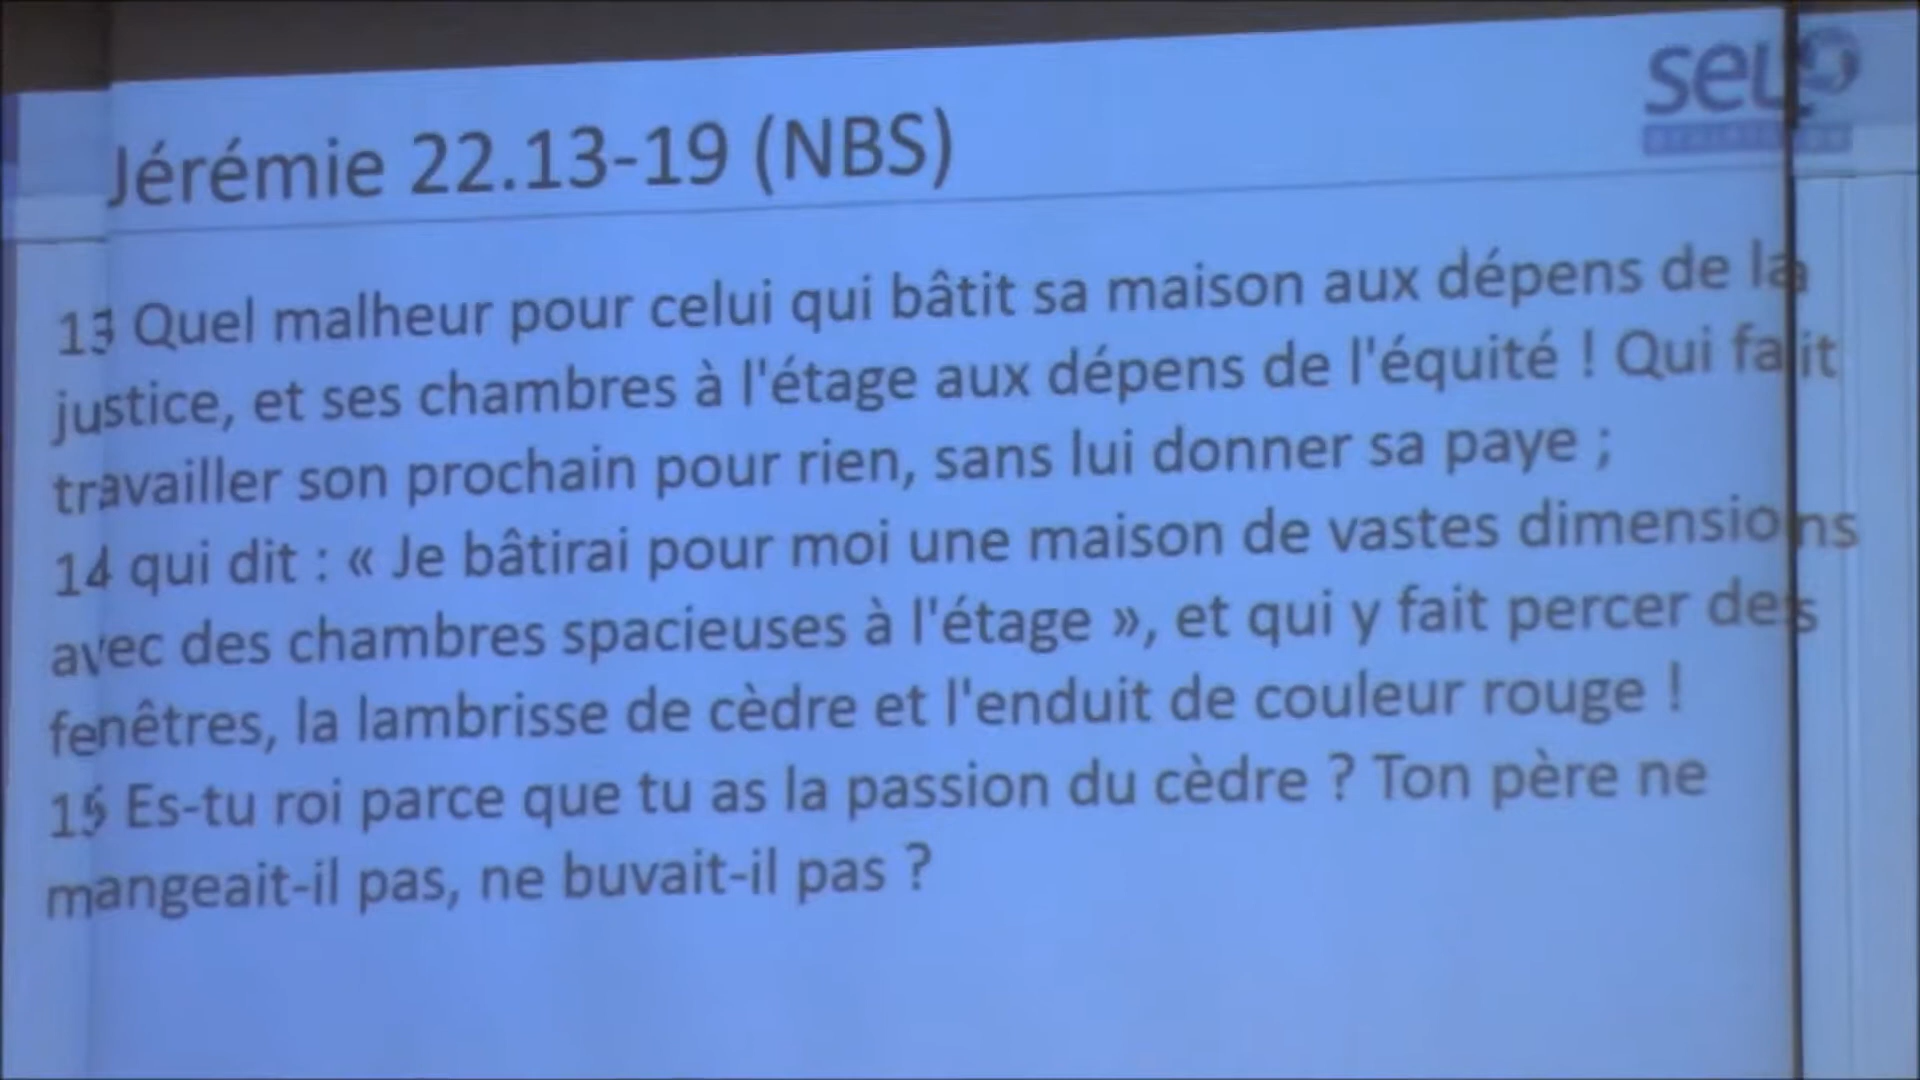 sel
Jérémie 22.13-19 (NBS)
13 Quel malheur pour celui qui bâtit sa maison aux dépens de la
justice, et ses chambres à l'étage aux dépens de l'équité ! Qui fait
travailler son prochain pour rien, sans lui donner sa paye ;
14 qui dit : « Je bâtirai pour moi une maison de vastes dimensions
avec des chambres spacieuses à l'étage », et qui y fait percer des
fenêtres, la lambrisse de cèdre et l'enduit de couleur rouge !
15 Es-tu roi parce que tu as la passion du cèdre ? Ton père ne
mangeait-il pas, ne buvait-il pas ?